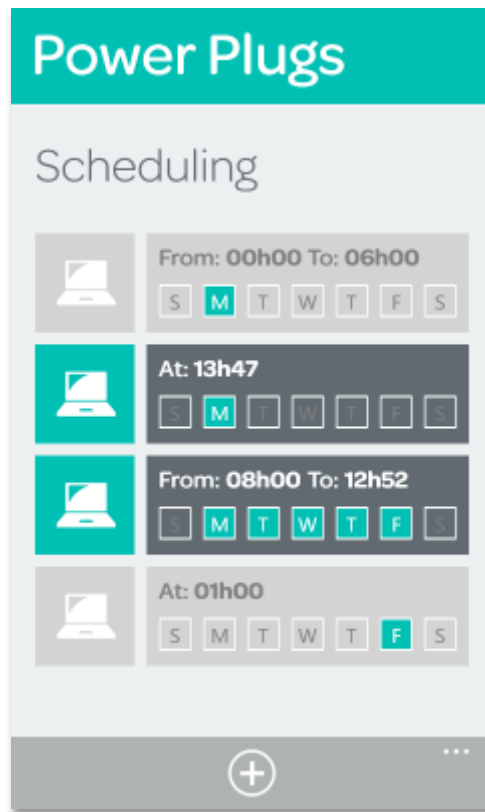 Power Plugs
Scheduling
From: 00h00 To: 06h00
S M T W T F S
At: 13h47
S M T W T F S
From: 08h00 To: 12h52
S M T W T F S
At: 01h00
S M T W T F S